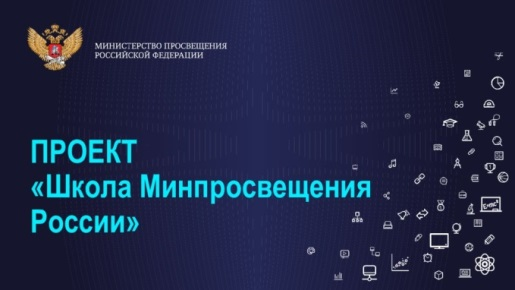 МИНИСТЕРСТВО ПРОСВЕЩЕНИЯ
РОССИЙСКОЙ ФЕДЕРАЦИИ
ПРОЕКТ
«Школа Минпросвещения
России»